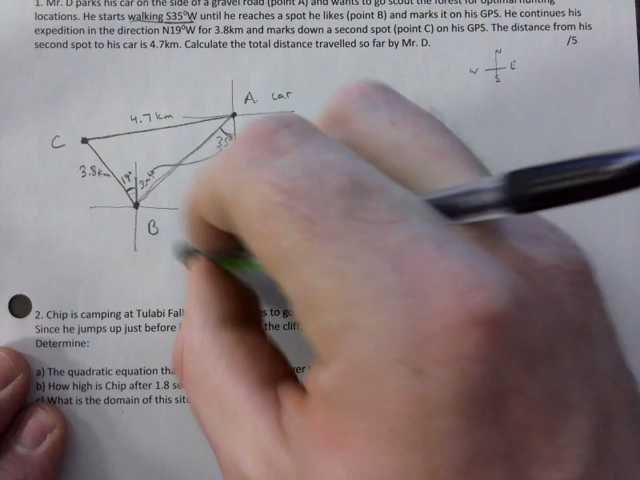 1. Mr. D parks his car on the side of a gravel road (point A) and wants to go scout the forest for optimal hunting
locations. He starts walking S35°W until he reaches a spot he likes (point B) and marks it on his GPS. He continues his
expedition in the direction N19°W for 3.8km and marks down a second spot (point C) on his GPS. The distance from his
second spot to his car is 4.7km. Calculate the total distance travelled so far by Mr. D. /5
N
W E
S
A. car
4.7km
C
35°
3.8km 19° 35°
B
2. Chip is camping at Tulabi Fal
Since he jumps up just before the cliff
Determine:
a) The quadratic equation tha
b) How high is Chip after 1.8 se
c) What is the domain of this sit